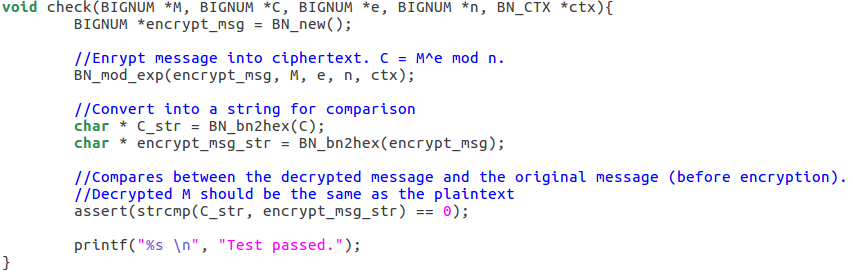 void check(BIGNUM *M, BIGNUM *C, BIGNUM *e, BIGNUM *n, BN_CTX *ctx){
        BIGNUM *encrypt_msg = BN_new();

        //Enrypt message into ciphertext. C = M^e mod n.
        BN_mod_exp(encrypt_msg, M, e, n, ctx);

        //Convert into a string for comparison
        char * C_str = BN_bn2hex(C);
        char * encrypt_msg_str = BN_bn2hex(encrypt_msg);

        //Compares between the decrypted message and the original message (before encryption).
        //Decrypted M should be the same as the plaintext
        assert(strcmp(C_str, encrypt_msg_str) == 0);

        printf("%s \n", "Test passed.");
}